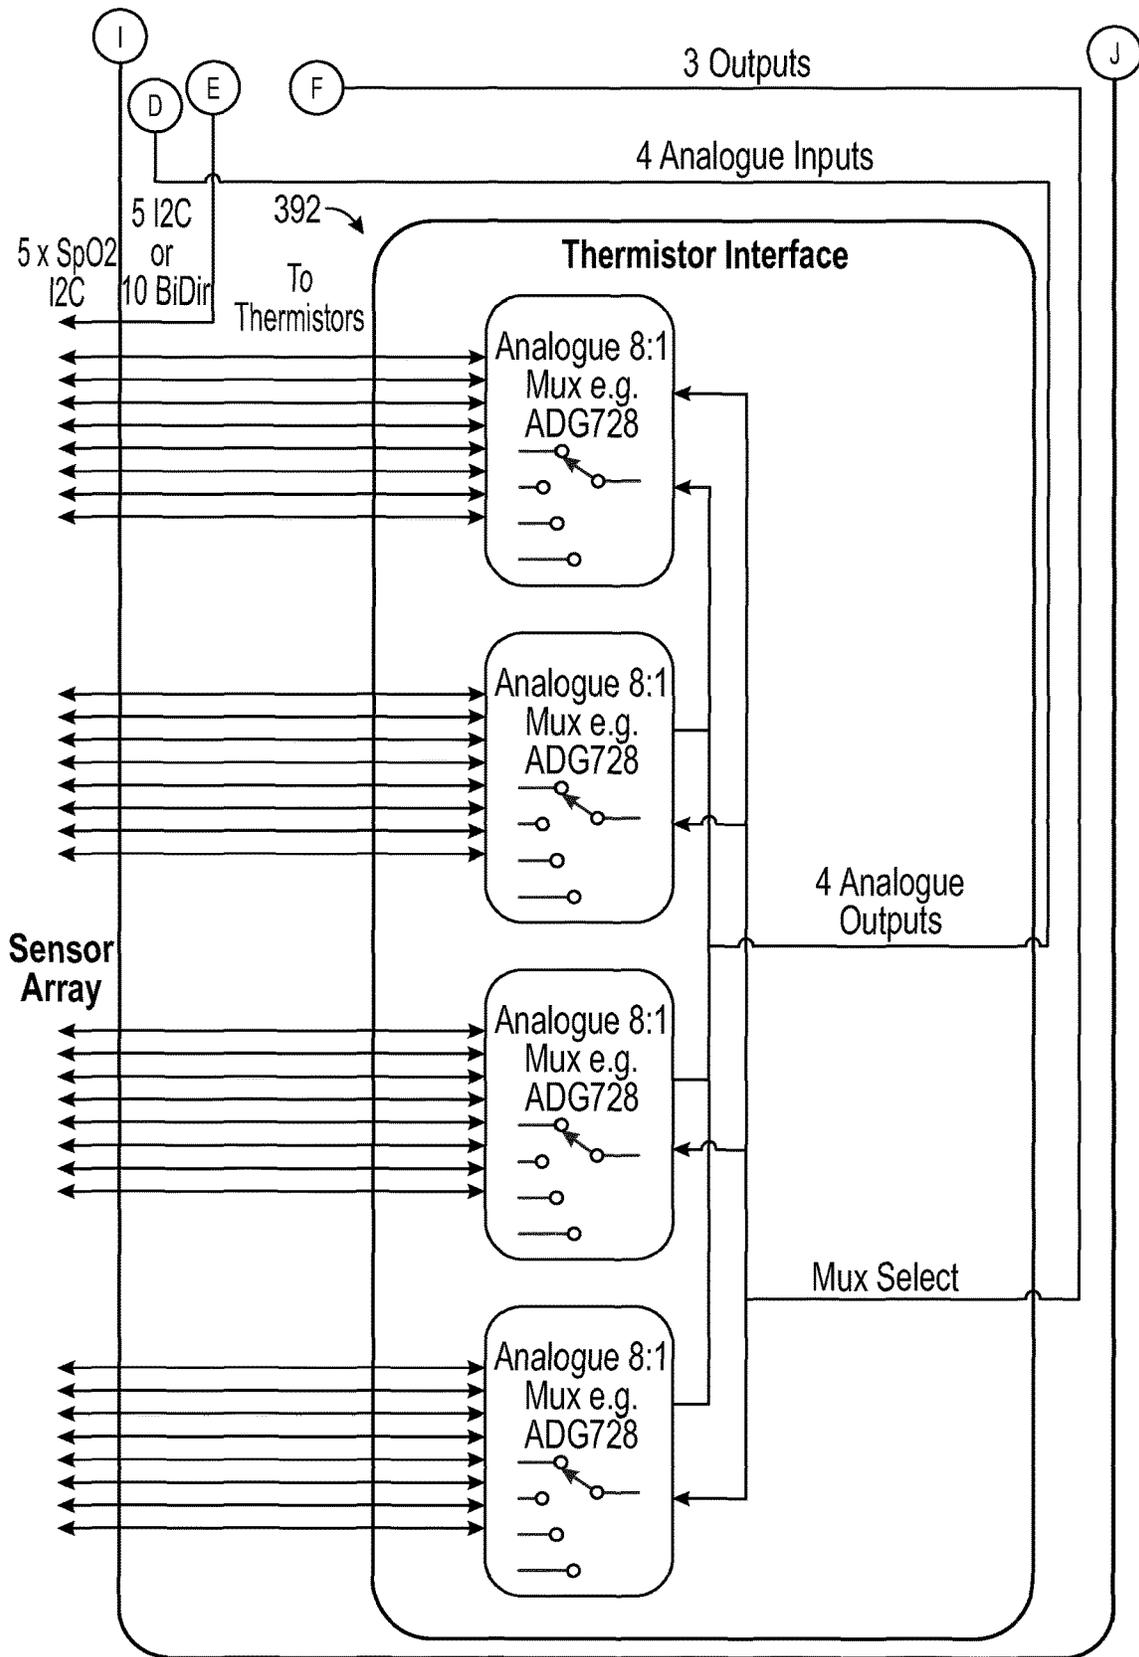 I
J
E
F
D
3 Outputs
4 Analogue Inputs
5 x SpO2
I2C
5 I2C
or
10 BiDir
392
To
Thermistors
Thermistor Interface
Analogue 8:1
Mux e.g.
ADG728
Analogue 8:1
Mux e.g.
ADG728
4 Analogue
Outputs
Sensor
Array
Analogue 8:1
Mux e.g.
ADG728
Mux Select
Analogue 8:1
Mux e.g.
ADG728